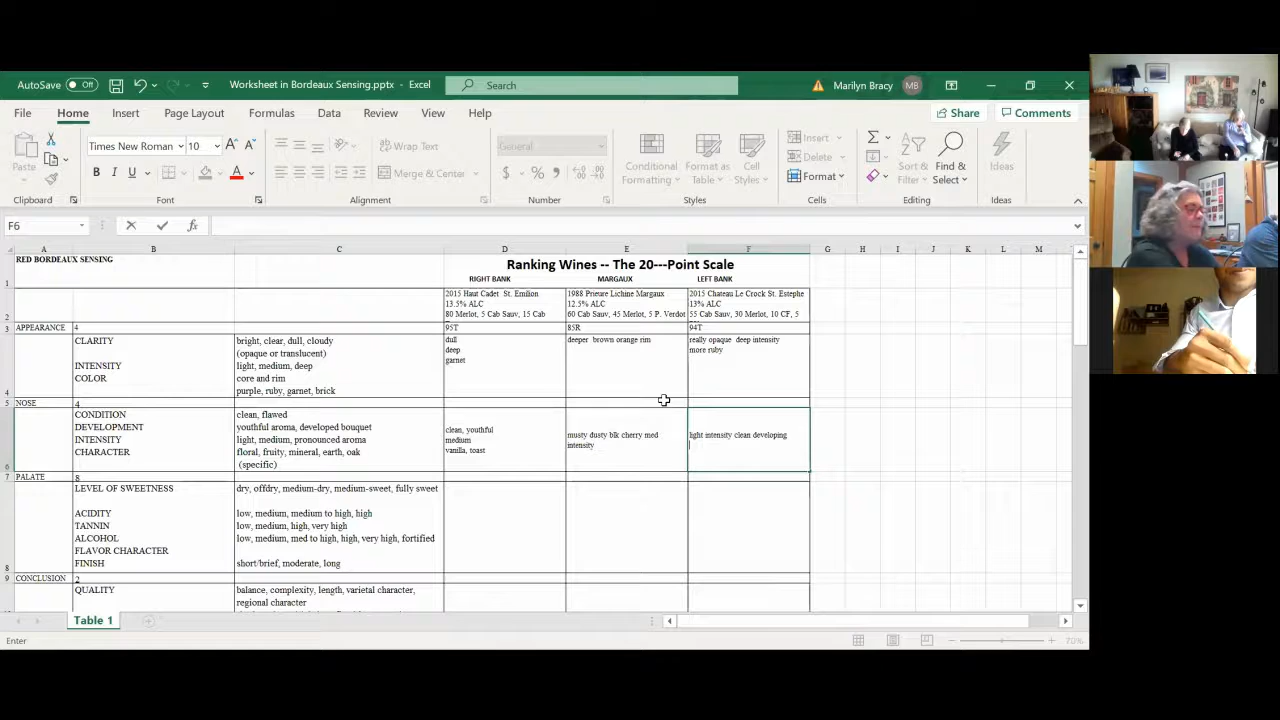 AutoSave Off Worksheet in Bordeaux Sensing.pptx - Excel Search Marilyn Bracy MB
File Home Insert Page Layout Formulas Data Review View Help Share Comments
Paste
Clipboard
Times New Roman 10
B I U
Font
Wrap Text
Merge & Center
Alignment
General
$ % 9
Number
Conditional Formatting
Format as Table
Cell Styles
Styles
Insert
Delete
Format
Cells
Sort & Filter
Find & Select
Editing
Ideas
Ideas
F6 fx
A B C D E F G H I J K L M
1 RED BORDEAUX SENSING
Ranking Wines -- The 20---Point Scale
RIGHT BANK MARGAUX LEFT BANK
2
2015 Haut Cadet St. Emilion
13.5% ALC
80 Merlot, 5 Cab Sauv, 15 Cab
1988 Prieure Lichine Margaux
12.5% ALC
60 Cab Sauv, 45 Merlot, 5 P. Verdot
2015 Chateau Le Crock St. Estephe
13% ALC
55 Cab Sauv, 30 Merlot, 10 CF, 5
3 APPEARANCE 4 95T 85R 94T
4
CLARITY
INTENSITY
COLOR
bright, clear, dull, cloudy
(opaque or translucent)
light, medium, deep
core and rim
purple, ruby, garnet, brick
dull
deep
garnet
deeper brown orange rim
really opaque deep intensity
more ruby
5 NOSE 4
6
CONDITION
DEVELOPMENT
INTENSITY
CHARACTER
clean, flawed
youthful aroma, developed bouquet
light, medium, pronounced aroma
floral, fruity, mineral, earth, oak
(specific)
clean, youthful
medium
vanilla, toast
musty dusty blk cherry med
intensity
light intensity clean developing
7 PALATE 8
8
LEVEL OF SWEETNESS
ACIDITY
TANNIN
ALCOHOL
FLAVOR CHARACTER
FINISH
dry, offdry, medium-dry, medium-sweet, fully sweet
low, medium, medium to high, high
low, medium, high, very high
low, medium, med to high, high, very high, fortified
short/brief, moderate, long
9 CONCLUSION 2
QUALITY
balance, complexity, length, varietal character,
regional character
Table 1
Enter 70%